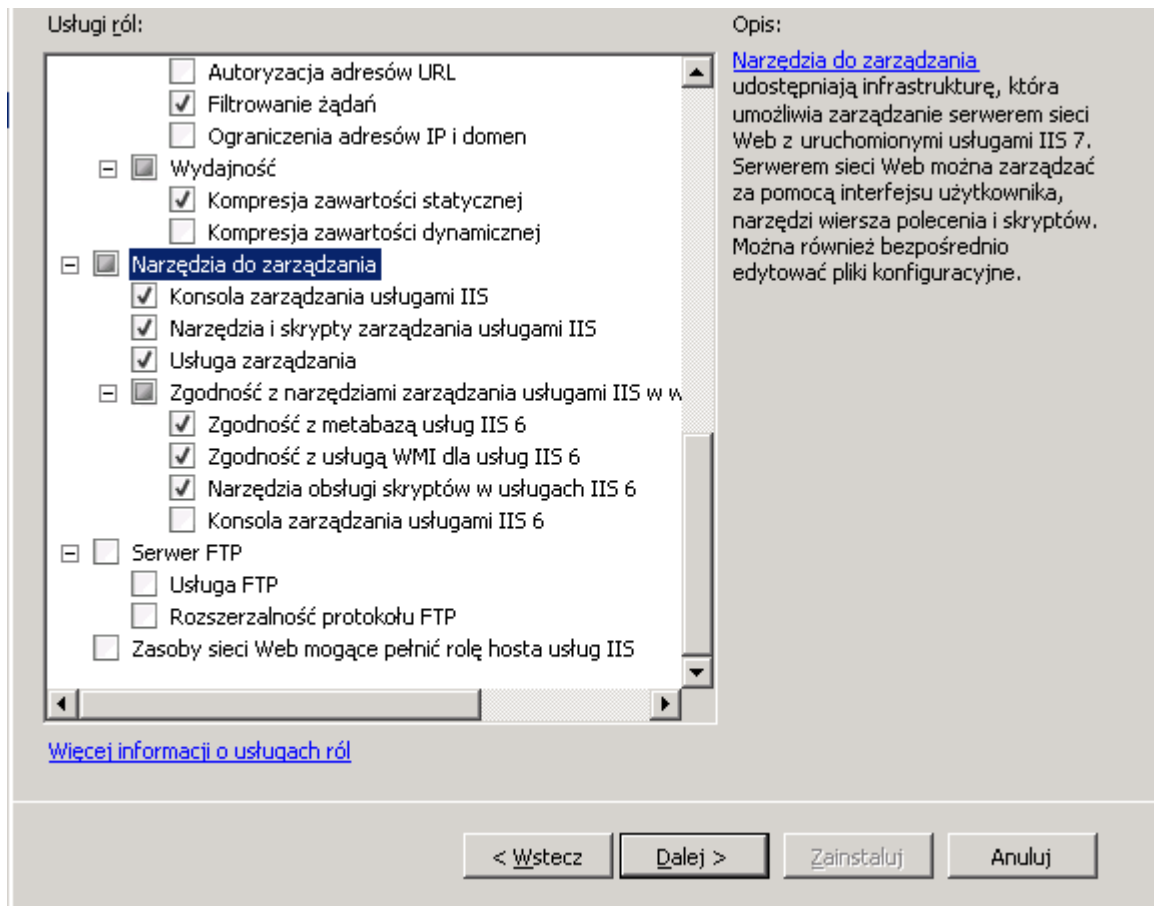 Usługi ról:
Autoryzacja adresów URL
Filtrowanie żądań
Ograniczenia adresów IP i domen
Wydajność
Kompresja zawartości statycznej
Kompresja zawartości dynamicznej
Narzędzia do zarządzania
Konsola zarządzania usługami IIS
Narzędzia i skrypty zarządzania usługami IIS
Usługa zarządzania
Zgodność z narzędziami zarządzania usługami IIS w w
Zgodność z metabazą usług IIS 6
Zgodność z usługą WMI dla usług IIS 6
Narzędzia obsługi skryptów w usługach IIS 6
Konsola zarządzania usługami IIS 6
Serwer FTP
Usługa FTP
Rozszerzalność protokołu FTP
Zasoby sieci Web mogące pełnić rolę hosta usług IIS
Więcej informacji o usługach ról
Opis:
Narzędzia do zarządzania
udostępniają infrastrukturę, która
umożliwia zarządzanie serwerem sieci
Web z uruchomionymi usługami IIS 7.
Serwerem sieci Web można zarządzać
za pomocą interfejsu użytkownika,
narzędzi wiersza polecenia i skryptów.
Można również bezpośrednio
edytować pliki konfiguracyjne.
< Wstecz
Dalej >
Zainstaluj
Anuluj